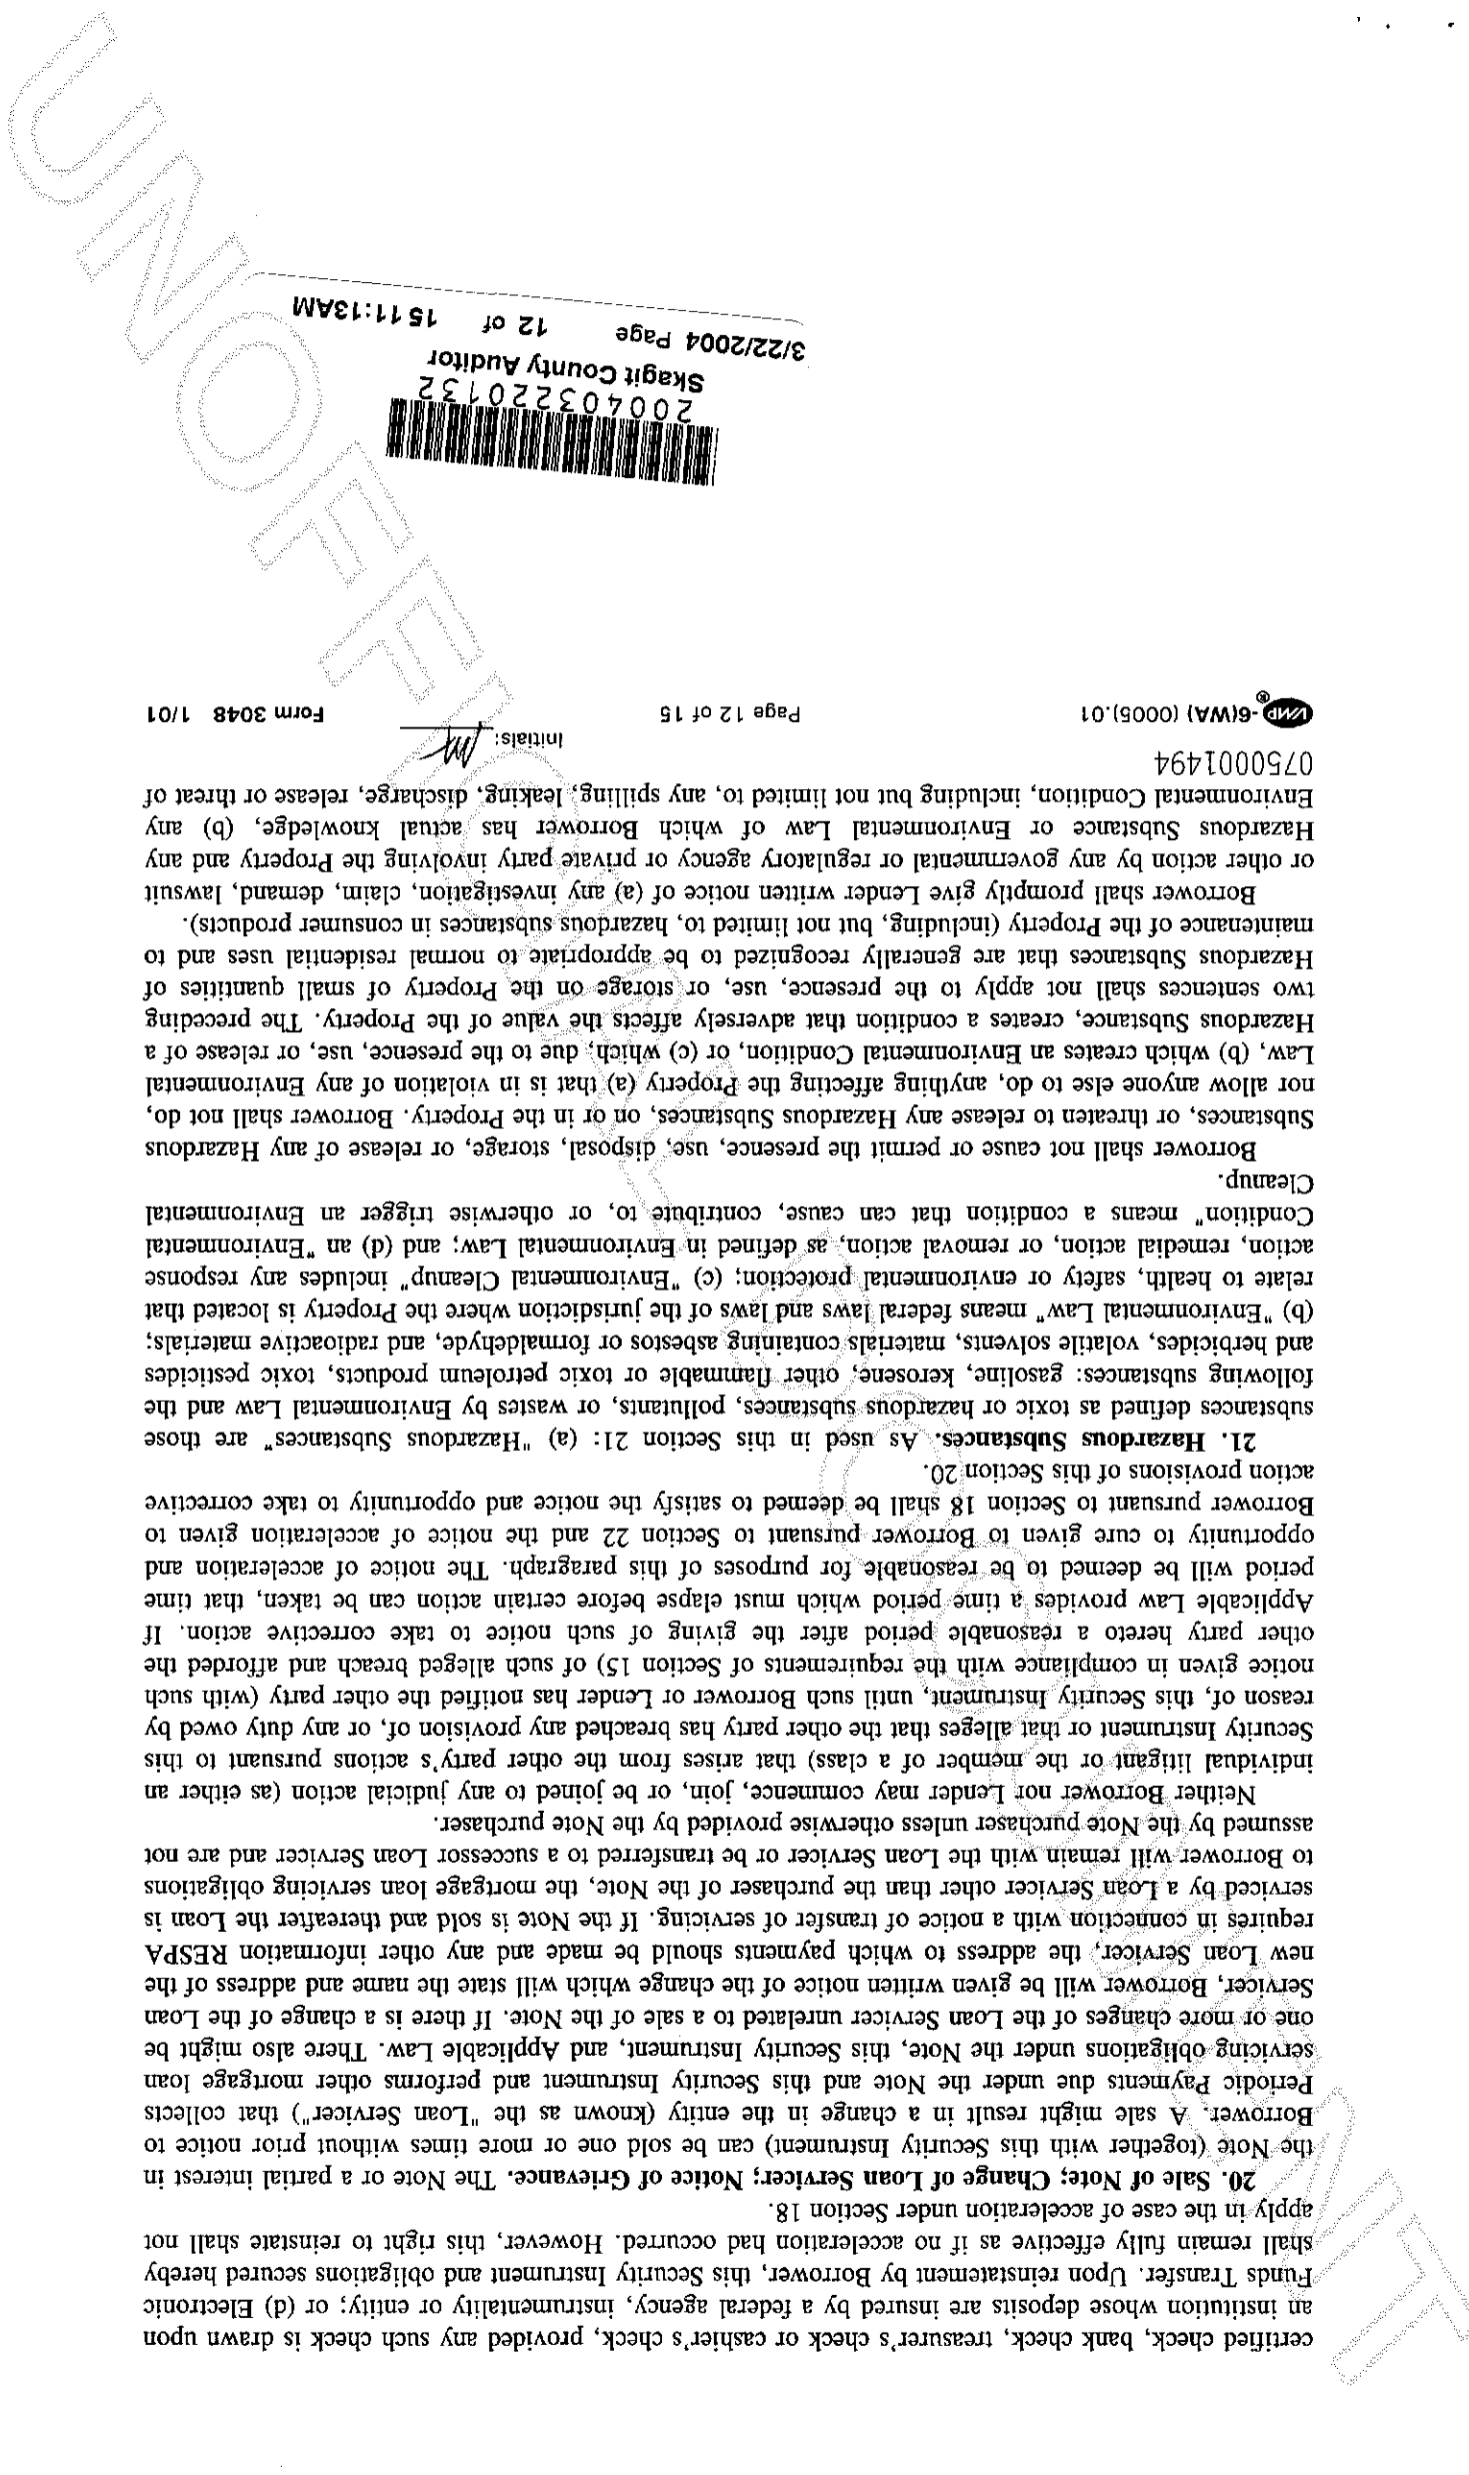 certified check, bank check, treasurer's check or cashier's check, provided any such check is drawn upon
an institution whose deposits are insured by a federal agency, instrumentality or entity; or (d) Electronic
Funds Transfer. Upon reinstatement by Borrower, this Security Instrument and obligations secured hereby
shall remain fully effective as if no acceleration had occurred. However, this right to reinstate shall not
apply in the case of acceleration under Section 18.
20. Sale of Note; Change of Loan Servicer; Notice of Grievance. The Note or a partial interest in
the Note (together with this Security Instrument) can be sold one or more times without prior notice to
Borrower. A sale might result in a change in the entity (known as the "Loan Servicer") that collects
Periodic Payments due under the Note and this Security Instrument and performs other mortgage loan
servicing obligations under the Note, this Security Instrument, and Applicable Law. There also might be
one or more changes of the Loan Servicer unrelated to a sale of the Note. If there is a change of the Loan
Servicer, Borrower will be given written notice of the change which will state the name and address of the
new Loan Servicer, the address to which payments should be made and any other information RESPA
requires in connection with a notice of transfer of servicing. If the Note is sold and thereafter the Loan is
serviced by a Loan Servicer other than the purchaser of the Note, the mortgage loan servicing obligations
to Borrower will remain with the Loan Servicer or be transferred to a successor Loan Servicer and are not
assumed by the Note purchaser unless otherwise provided by the Note purchaser.
Neither Borrower nor Lender may commence, join, or be joined to any judicial action (as either an
individual litigant or the member of a class) that arises from the other party's actions pursuant to this
Security Instrument or that alleges that the other party has breached any provision of, or any duty owed by
reason of, this Security Instrument, until such Borrower or Lender has notified the other party (with such
notice given in compliance with the requirements of Section 15) of such alleged breach and afforded the
other party hereto a reasonable period after the giving of such notice to take corrective action. If
Applicable Law provides a time period which must elapse before certain action can be taken, that time
period will be deemed to be reasonable for purposes of this paragraph. The notice of acceleration and
opportunity to cure given to Borrower pursuant to Section 22 and the notice of acceleration given to
Borrower pursuant to Section 18 shall be deemed to satisfy the notice and opportunity to take corrective
action provisions of this Section 20.
21. Hazardous Substances. As used in this Section 21: (a) "Hazardous Substances" are those
substances defined as toxic or hazardous substances, pollutants, or wastes by Environmental Law and the
following substances: gasoline, kerosene, other flammable or toxic petroleum products, toxic pesticides
and herbicides, volatile solvents, materials containing asbestos or formaldehyde, and radioactive materials;
(b) "Environmental Law" means federal laws and laws of the jurisdiction where the Property is located that
relate to health, safety or environmental protection; (c) "Environmental Cleanup" includes any response
action, remedial action, or removal action, as defined in Environmental Law; and (d) an "Environmental
Condition" means a condition that can cause, contribute to, or otherwise trigger an Environmental
Cleanup.
Borrower shall not cause or permit the presence, use, disposal, storage, or release of any Hazardous
Substances, or threaten to release any Hazardous Substances, on or in the Property. Borrower shall not do,
nor allow anyone else to do, anything affecting the Property (a) that is in violation of any Environmental
Law, (b) which creates an Environmental Condition, or (c) which, due to the presence, use, or release of a
Hazardous Substance, creates a condition that adversely affects the value of the Property. The preceding
two sentences shall not apply to the presence, use, or storage on the Property of small quantities of
Hazardous Substances that are generally recognized to be appropriate to normal residential uses and to
maintenance of the Property (including, but not limited to, hazardous substances in consumer products).
Borrower shall promptly give Lender written notice of (a) any investigation, claim, demand, lawsuit
or other action by any governmental or regulatory agency or private party involving the Property and any
Hazardous Substance or Environmental Law of which Borrower has actual knowledge, (b) any
Environmental Condition, including but not limited to, any spilling, leaking, discharge, release or threat of
0750001494
Initials:
VMP®-6(WA) (0005).01 Page 12 of 15 Form 3048 1/01
200403220132
Skagit County Auditor
3/22/2004 Page 12 of 15 11:13AM
UNOFFICIAL DOCUMENT